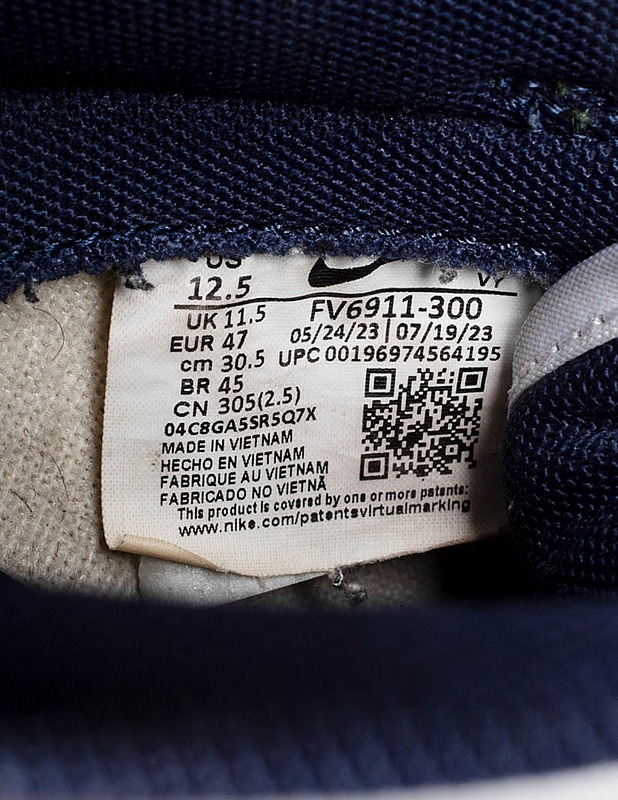 US
12.5
VY
UK 11.5
FV6911-300
EUR 47
05/24/23 | 07/19/23
cm 30.5
UPC 00196974564195
BR 45
CN 305(2.5)
04C8GA5SR5Q7X
MADE IN VIETNAM
HECHO EN VIETNAM
FABRIQUE AU VIETNAM
FABRICADO NO VIETNÃ
This product is covered by one or more patents:
www.nike.com/patentsvirtualmarking